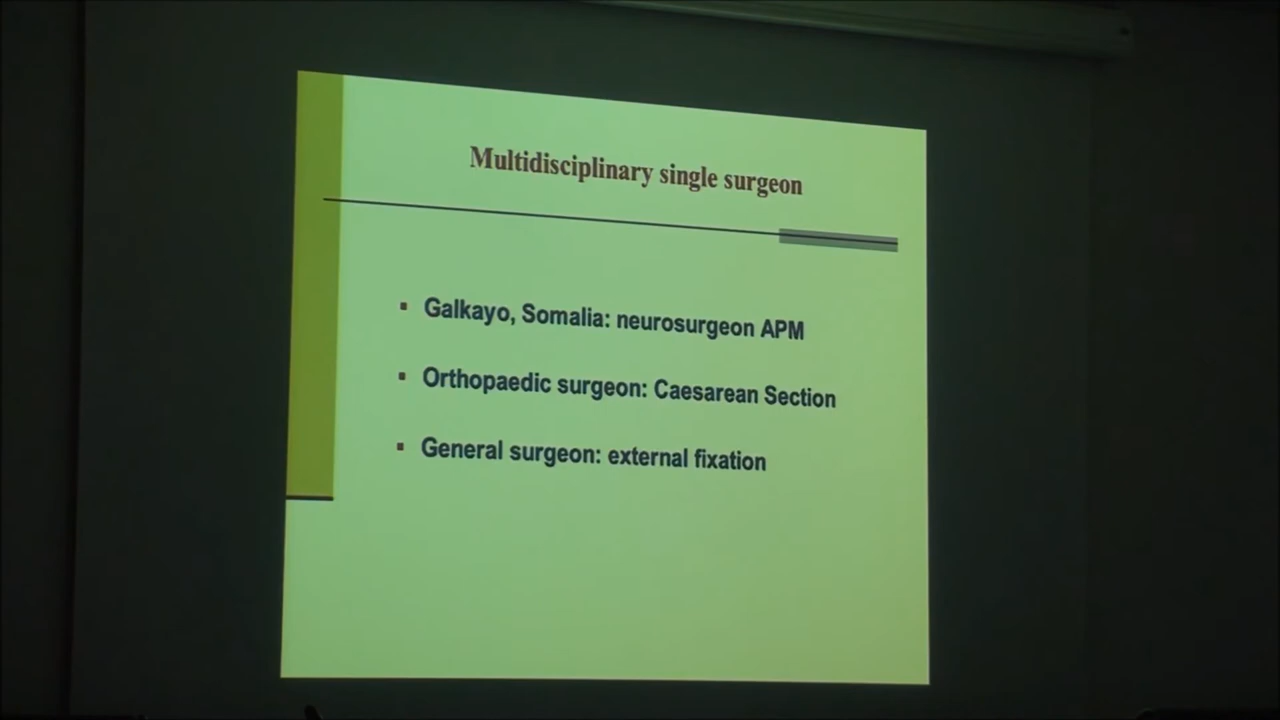 Multidisciplinary single surgeon
▪ Galkayo, Somalia: neurosurgeon APM
▪ Orthopaedic surgeon: Caesarean Section
▪ General surgeon: external fixation